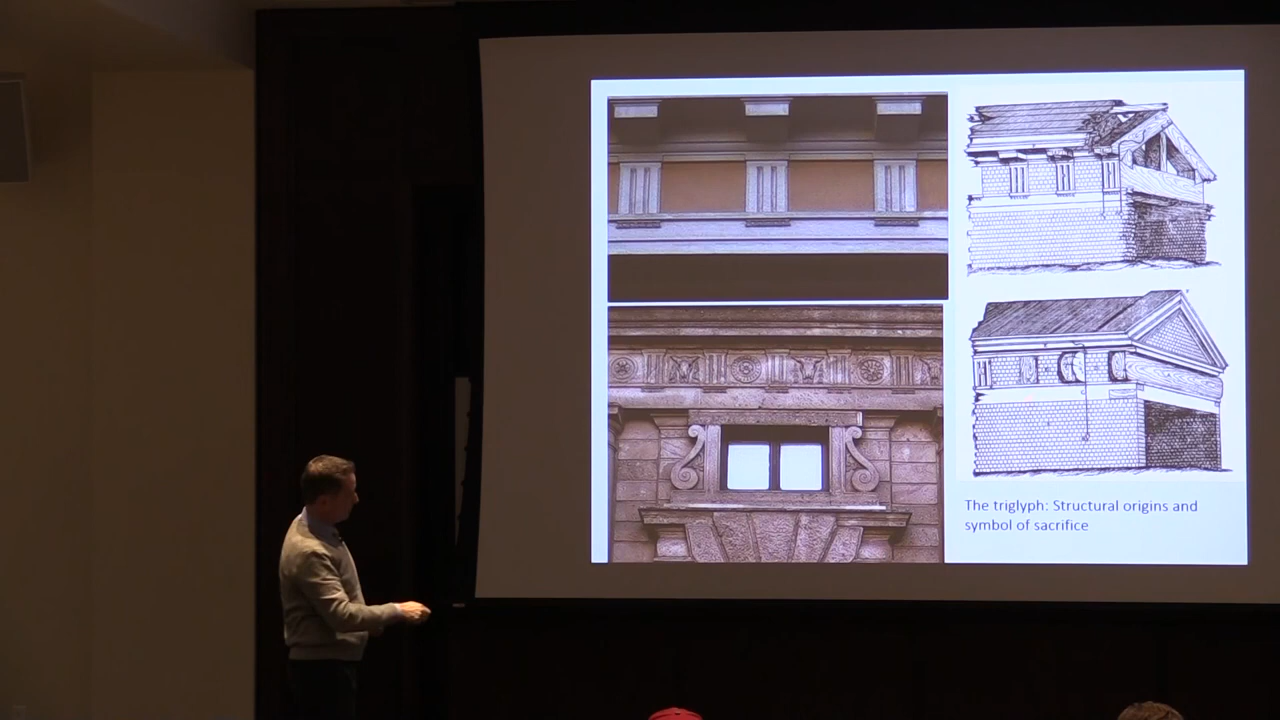 The triglyph: Structural origins and
symbol of sacrifice